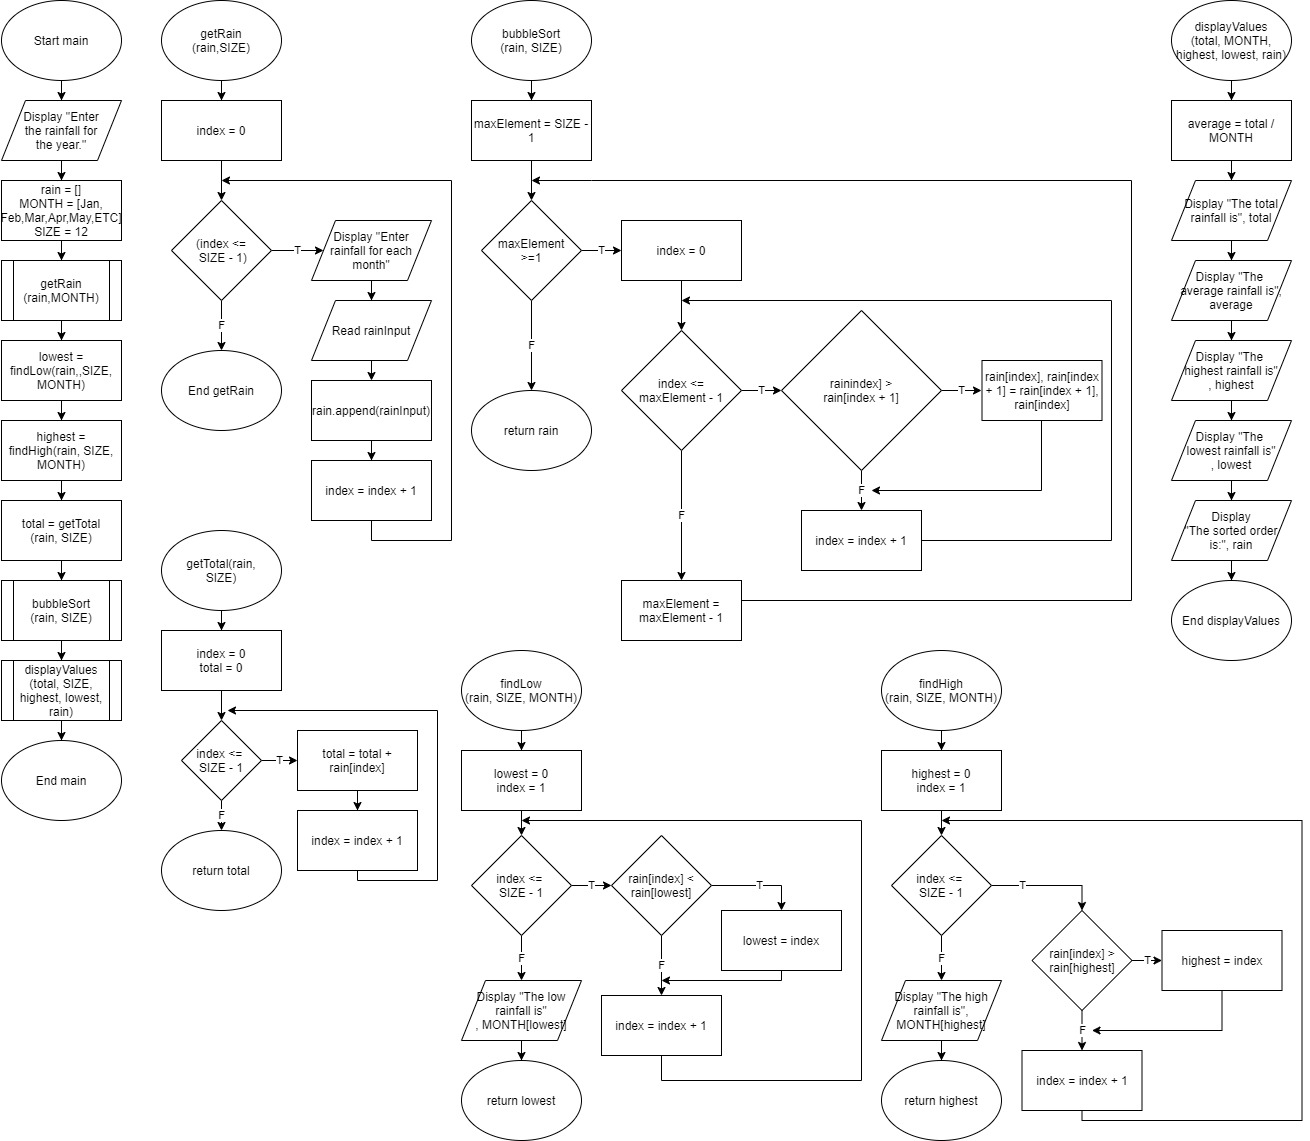 Start main
Display "Enter
the rainfall for
the year."
rain = []
MONTH = [Jan,
Feb,Mar,Apr,May,ETC]
SIZE = 12
getRain
(rain,MONTH)
lowest =
findLow(rain,,SIZE,
MONTH)
highest =
findHigh(rain, SIZE,
MONTH)
total = getTotal
(rain, SIZE)
bubbleSort
(rain, SIZE)
displayValues
(total, SIZE,
highest, lowest,
rain)
End main
getRain
(rain,SIZE)
index = 0
(index <=
SIZE - 1)
T
Display "Enter
rainfall for each
month"
Read rainInput
rain.append(rainInput)
index = index + 1
F
End getRain
getTotal(rain,
SIZE)
index = 0
total = 0
index <=
SIZE - 1
T
total = total +
rain[index]
index = index + 1
F
return total
bubbleSort
(rain, SIZE)
maxElement = SIZE -
1
maxElement
>=1
T
index = 0
F
return rain
index <=
maxElement - 1
T
rainindex] >
rain[index + 1]
T
rain[index], rain[index
+ 1] = rain[index + 1],
rain[index]
F
index = index + 1
F
maxElement =
maxElement - 1
findLow
(rain, SIZE, MONTH)
lowest = 0
index = 1
index <=
SIZE - 1
T
rain[index] <
rain[lowest]
T
lowest = index
F
index = index + 1
F
Display "The low
rainfall is"
, MONTH[lowest]
return lowest
findHigh
(rain, SIZE, MONTH)
highest = 0
index = 1
index <=
SIZE - 1
T
rain[index] >
rain[highest]
T
highest = index
F
index = index + 1
F
Display "The high
rainfall is",
MONTH[highest]
return highest
displayValues
(total, MONTH,
highest, lowest, rain)
average = total /
MONTH
Display "The total
rainfall is", total
Display "The
average rainfall is",
average
Display "The
highest rainfall is"
, highest
Display "The
lowest rainfall is"
, lowest
Display
"The sorted order
is:", rain
End displayValues